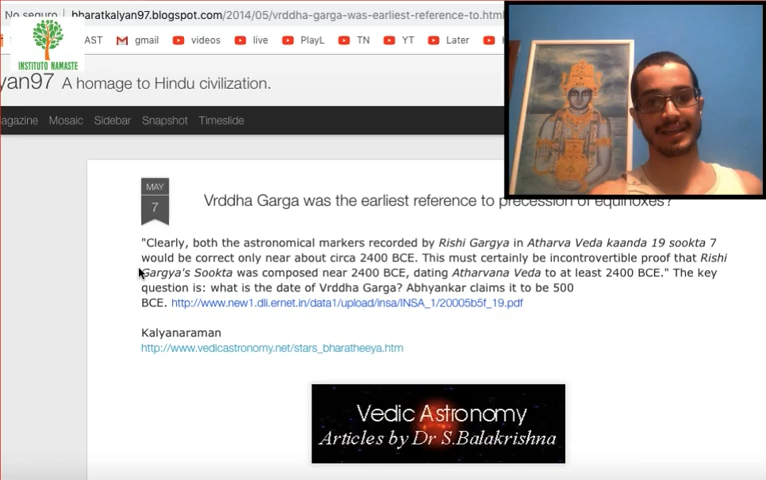 No seguro
bharatkalyan97.blogspot.com/2014/05/vrddha-garga-was-earliest-reference-to.html
AST gmail videos live PlayL TN YT Later
INSTITUTO NAMASTE
yan97 A homage to Hindu civilization.
agazine Mosaic Sidebar Snapshot Timeslide
MAY
7
Vrddha Garga was the earliest reference to precession of equinoxes?
"Clearly, both the astronomical markers recorded by Rishi Gargya in Atharva Veda kaanda 19 sookta 7
would be correct only near about circa 2400 BCE. This must certainly be incontrovertible proof that Rishi
Gargya's Sookta was composed near 2400 BCE, dating Atharvana Veda to at least 2400 BCE." The key
question is: what is the date of Vrddha Garga? Abhyankar claims it to be 500
BCE. http://www.new1.dli.ernet.in/data1/upload/insa/INSA_1/20005b5f_19.pdf
Kalyanaraman
http://www.vedicastronomy.net/stars_bharatheeya.htm
Vedic Astronomy
Articles by Dr S.Balakrishna